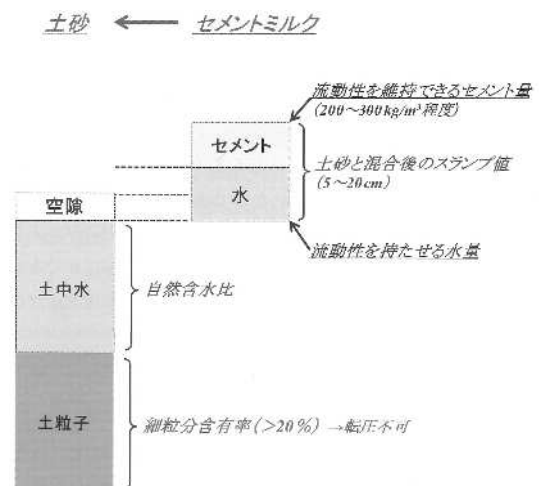 土砂 ← セメントミルク
流動性を維持できるセメント量
(200～300kg/m³程度)
セメント
土砂と混合後のスランプ値
(5～20cm)
水
空隙
流動性を持たせる水量
土中水
自然含水比
土粒子
細粒分含有率(>20%) →転圧不可